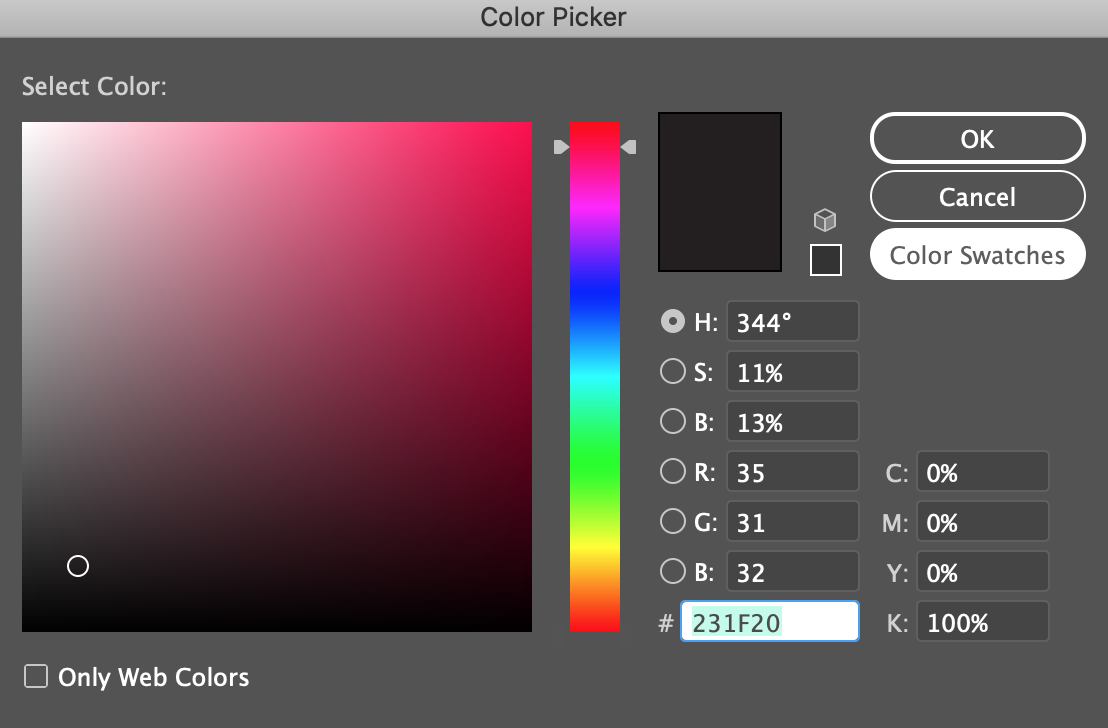 Color Picker
Select Color:
OK
Cancel
Color Swatches
H: 344°
S: 11%
B: 13%
R: 35
C: 0%
G: 31
M: 0%
B: 32
Y: 0%
# 231F20
K: 100%
Only Web Colors